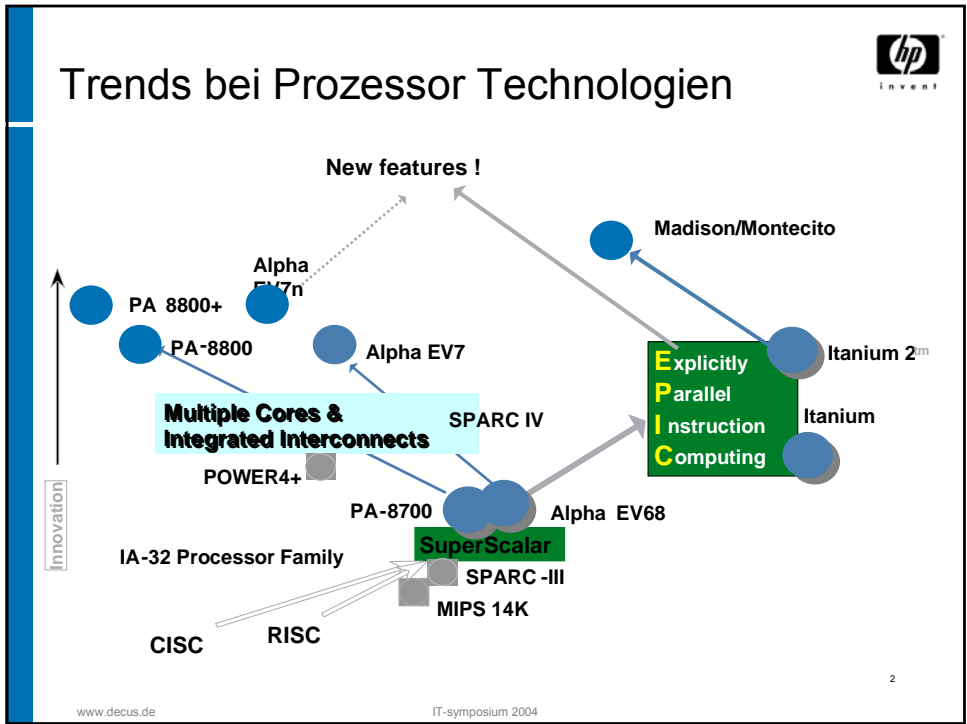 Trends bei Prozessor Technologien
hp
invent
New features !
Madison/Montecito
Alpha
EV7n
PA 8800+
PA-8800
Alpha EV7
Itanium 2tm
Explicitly
Parallel
Instruction
Computing
Itanium
Multiple Cores &
Integrated Interconnects
SPARC IV
POWER4+
PA-8700
Alpha EV68
Innovation
SuperScalar
IA-32 Processor Family
SPARC -III
MIPS 14K
RISC
CISC
2
www.decus.de
IT-symposium 2004